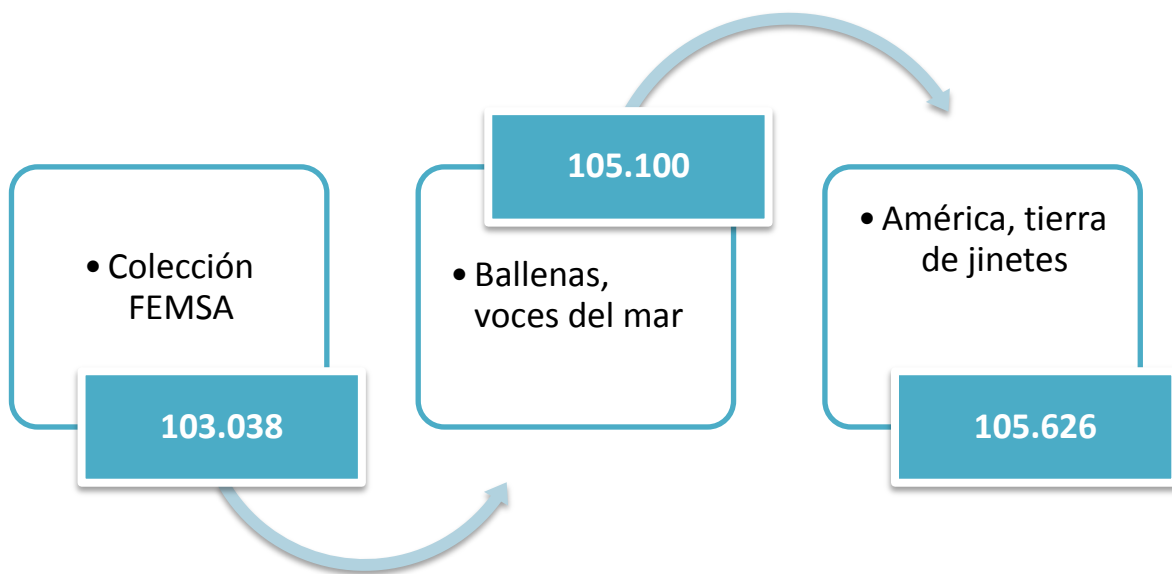 • Colección
FEMSA
103.038
105.100
• Ballenas,
voces del mar
• América, tierra
de jinetes
105.626